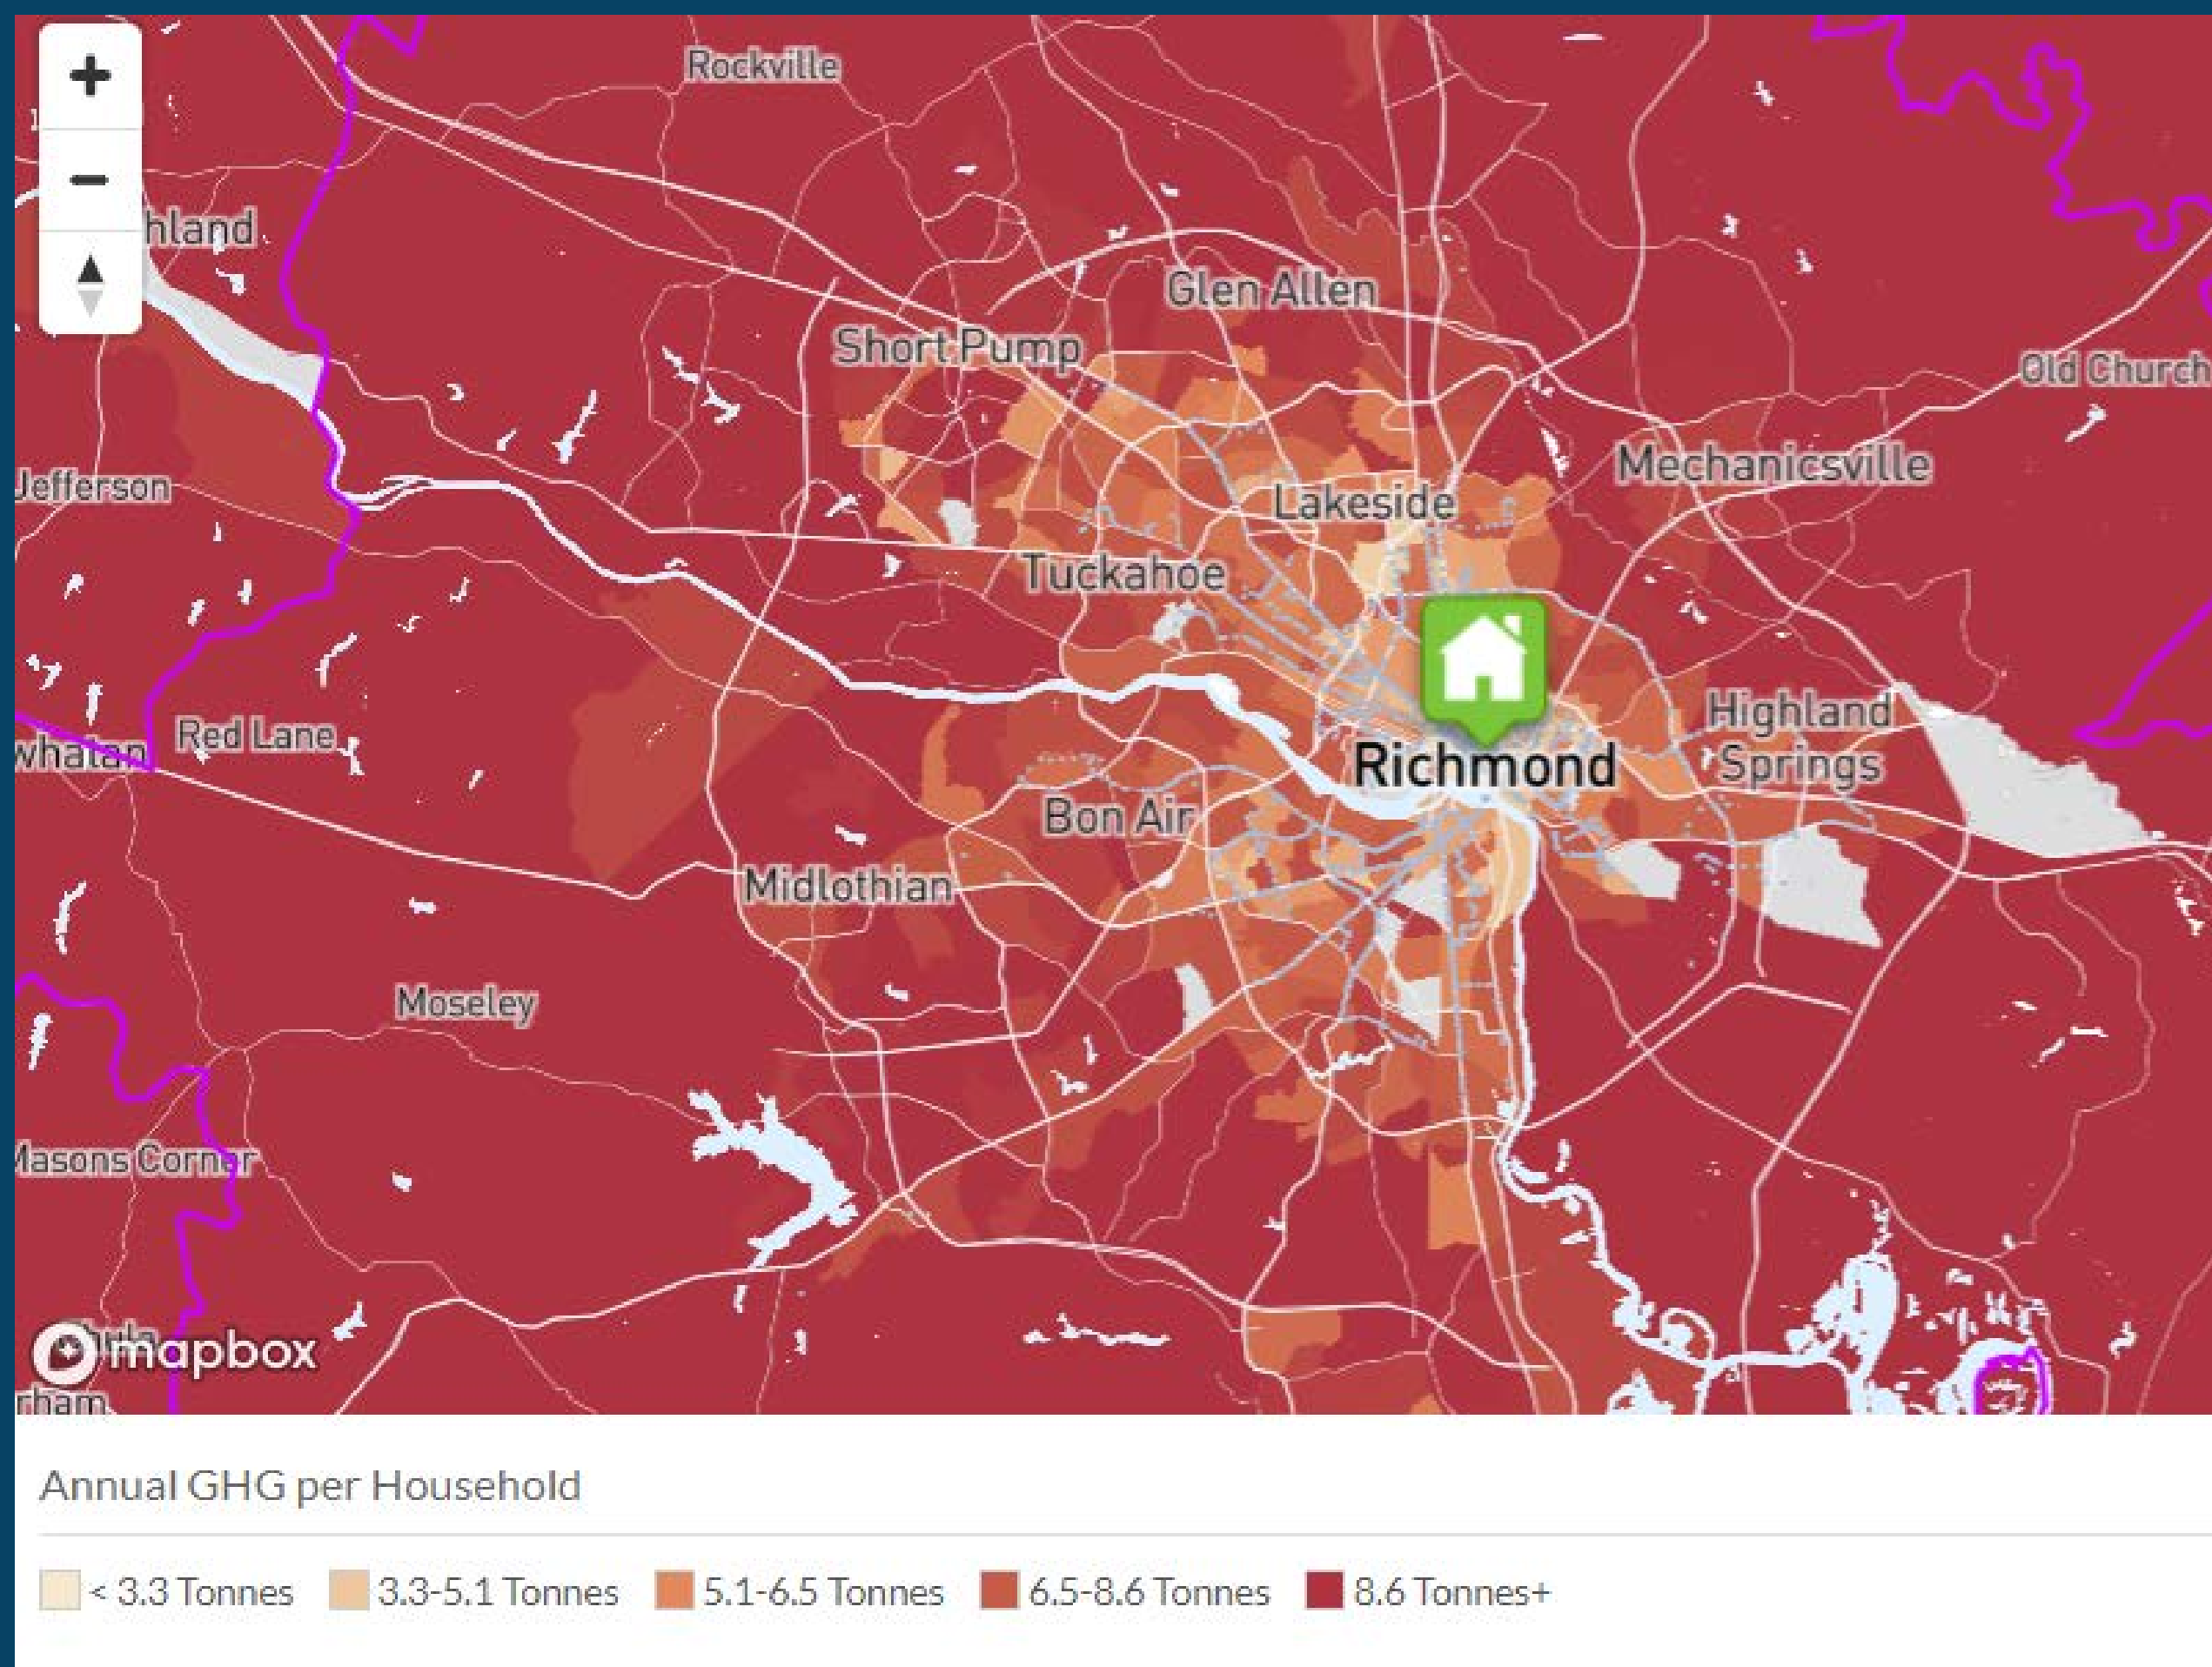 +
Rockville
−
hland
Glen Allen
Short Pump
Old Church
Mechanicsville
Jefferson
Lakeside
Tuckahoe
Highland
Springs
Red Lane
whatan
Richmond
Bon Air
Midlothian
Moseley
Masons Corner
mapbox
rham
Annual GHG per Household
< 3.3 Tonnes
3.3-5.1 Tonnes
5.1-6.5 Tonnes
6.5-8.6 Tonnes
8.6 Tonnes+